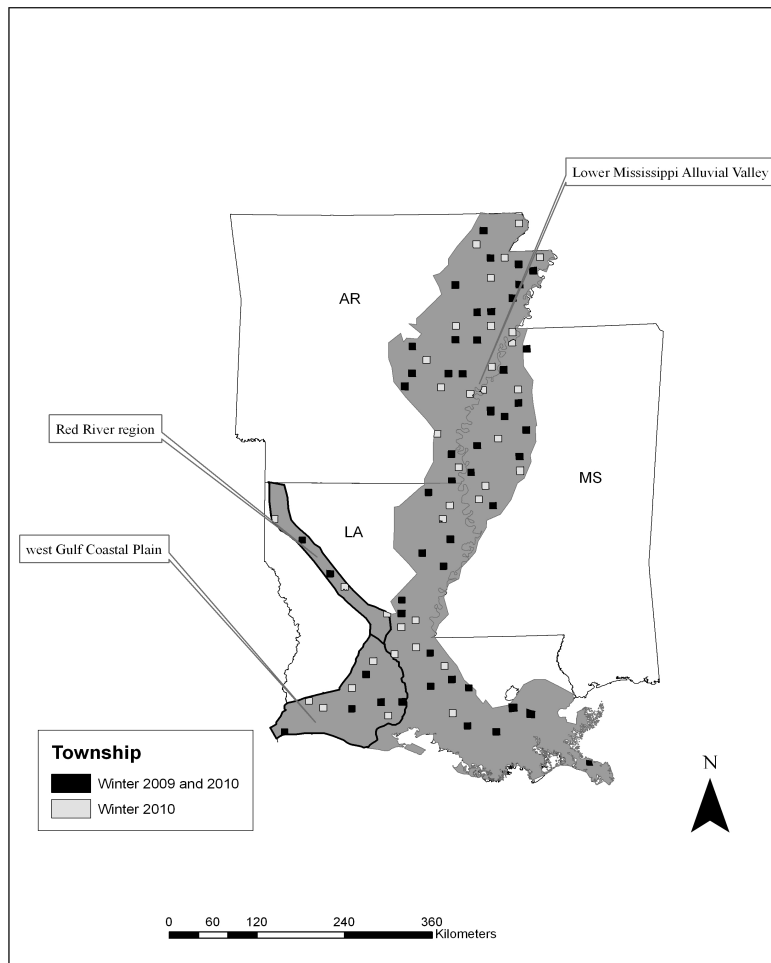 Lower Mississippi Alluvial Valley
AR
Red River region
MS
LA
west Gulf Coastal Plain
Township
Winter 2009 and 2010
Winter 2010
N
0 60 120 240 360
Kilometers